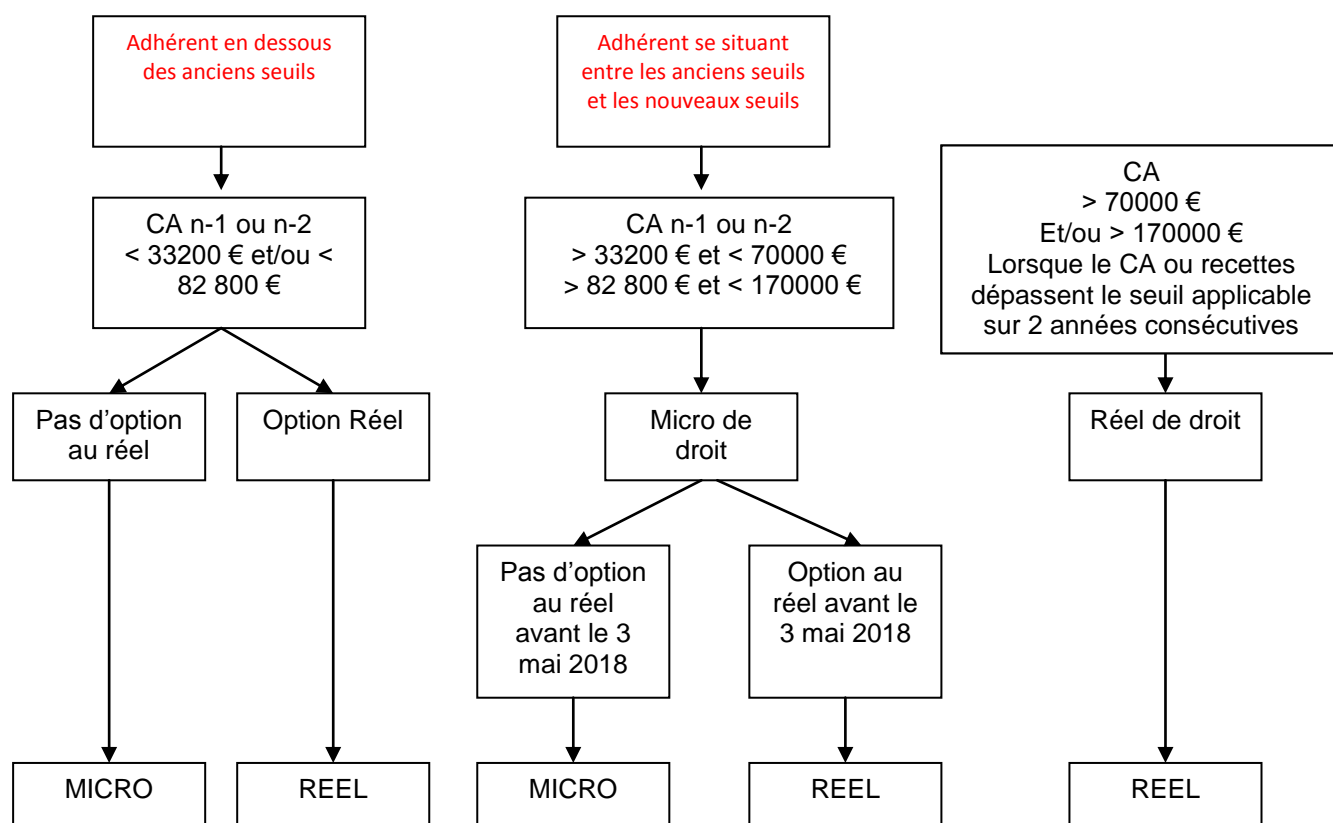 Adhérent en dessous
des anciens seuils
Adhérent se situant
entre les anciens seuils
et les nouveaux seuils
CA n-1 ou n-2
< 33200 € et/ou <
82 800 €
CA n-1 ou n-2
> 33200 € et < 70000 €
> 82 800 € et < 170000 €
CA
> 70000 €
Et/ou > 170000 €
Lorsque le CA ou recettes
dépassent le seuil applicable
sur 2 années consécutives
Pas d’option
au réel
Option Réel
Micro de
droit
Réel de droit
Pas d’option
au réel
avant le 3
mai 2018
Option au
réel avant le
3 mai 2018
MICRO
REEL
MICRO
REEL
REEL